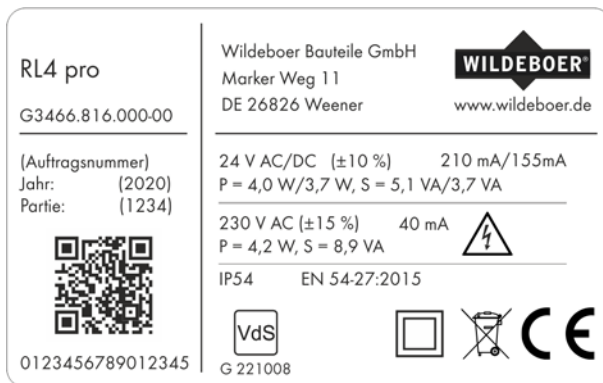 RL4 pro
G3466.816.000-00
(Auftragsnummer)
Jahr: (2020)
Partie: (1234)
0123456789012345
Wildeboer Bauteile GmbH
Marker Weg 11
DE 26826 Weener
WILDEBOER®
www.wildeboer.de
24 V AC/DC (±10 %) 210 mA/155mA
P = 4,0 W/3,7 W, S = 5,1 VA/3,7 VA
230 V AC (±15 %) 40 mA
P = 4,2 W, S = 8,9 VA
IP54 EN 54-27:2015
VdS
G 221008
CE